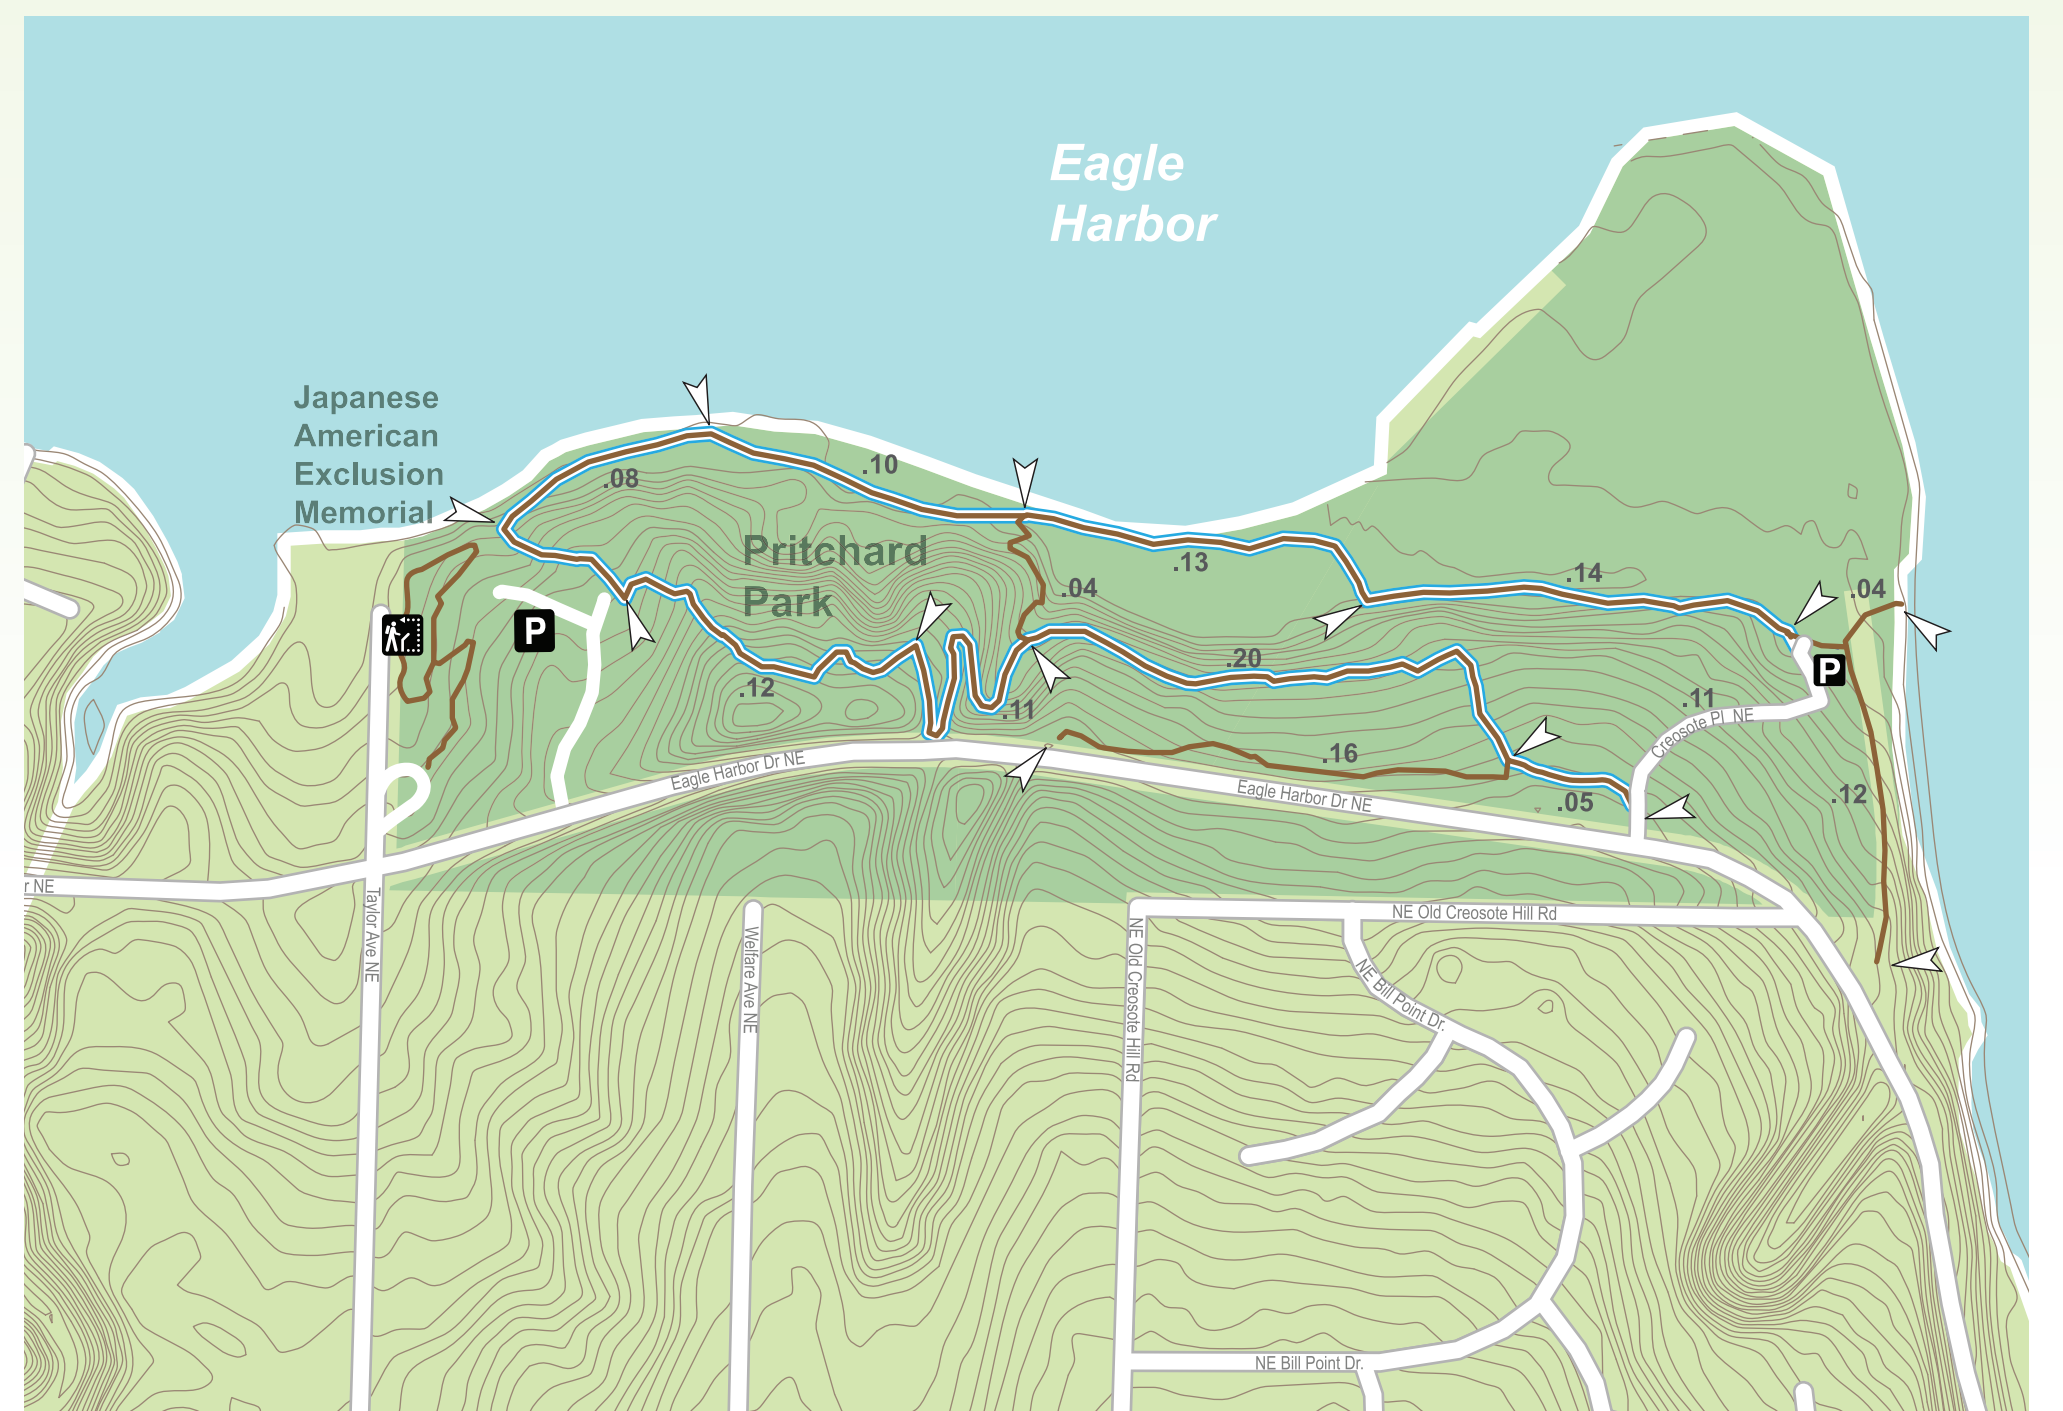 Eagle
Harbor
Japanese
American
Exclusion
Memorial
.08
.10
Pritchard
Park
.13
.04
.14
.04
P
P
.12
.11
.20
.11
Creosote Pl NE
.16
.05
.12
Eagle Harbor Dr NE
Eagle Harbor Dr NE
r NE
Taylor Ave NE
Welfare Ave NE
NE Old Creosote Hill Rd
NE Old Creosote Hill Rd
NE Bill Point Dr.
NE Bill Point Dr.